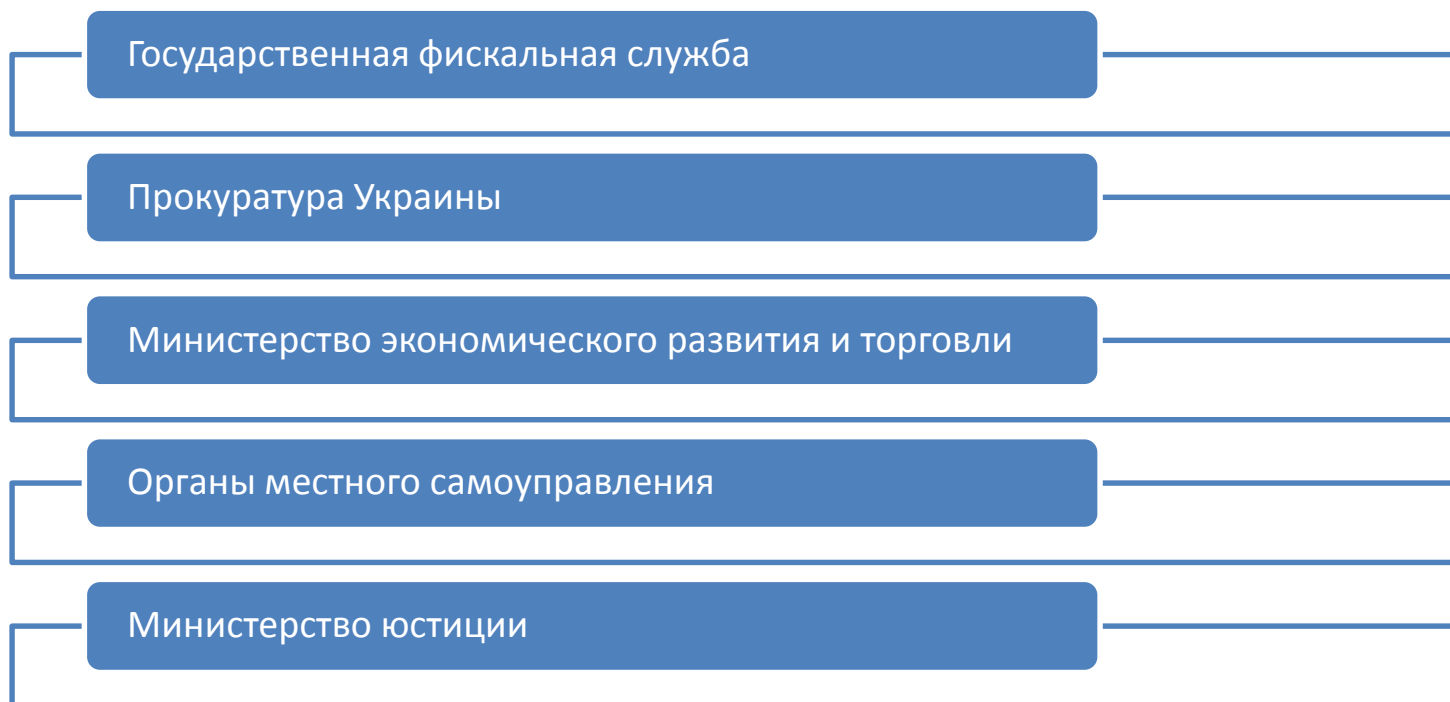 Государственная фискальная служба
Прокуратура Украины
Министерство экономического развития и торговли
Органы местного самоуправления
Министерство юстиции